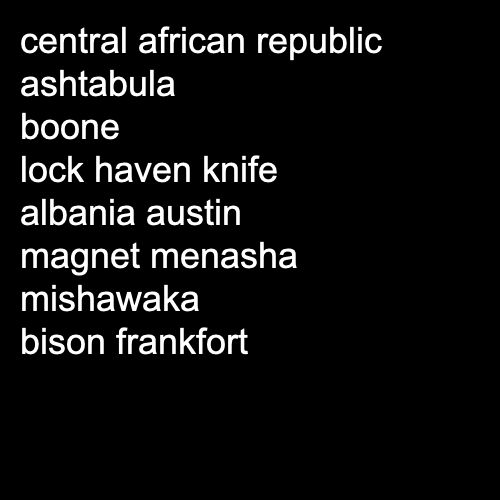 central african republic
ashtabula
boone
lock haven knife
albania austin
magnet menasha
mishawaka
bison frankfort